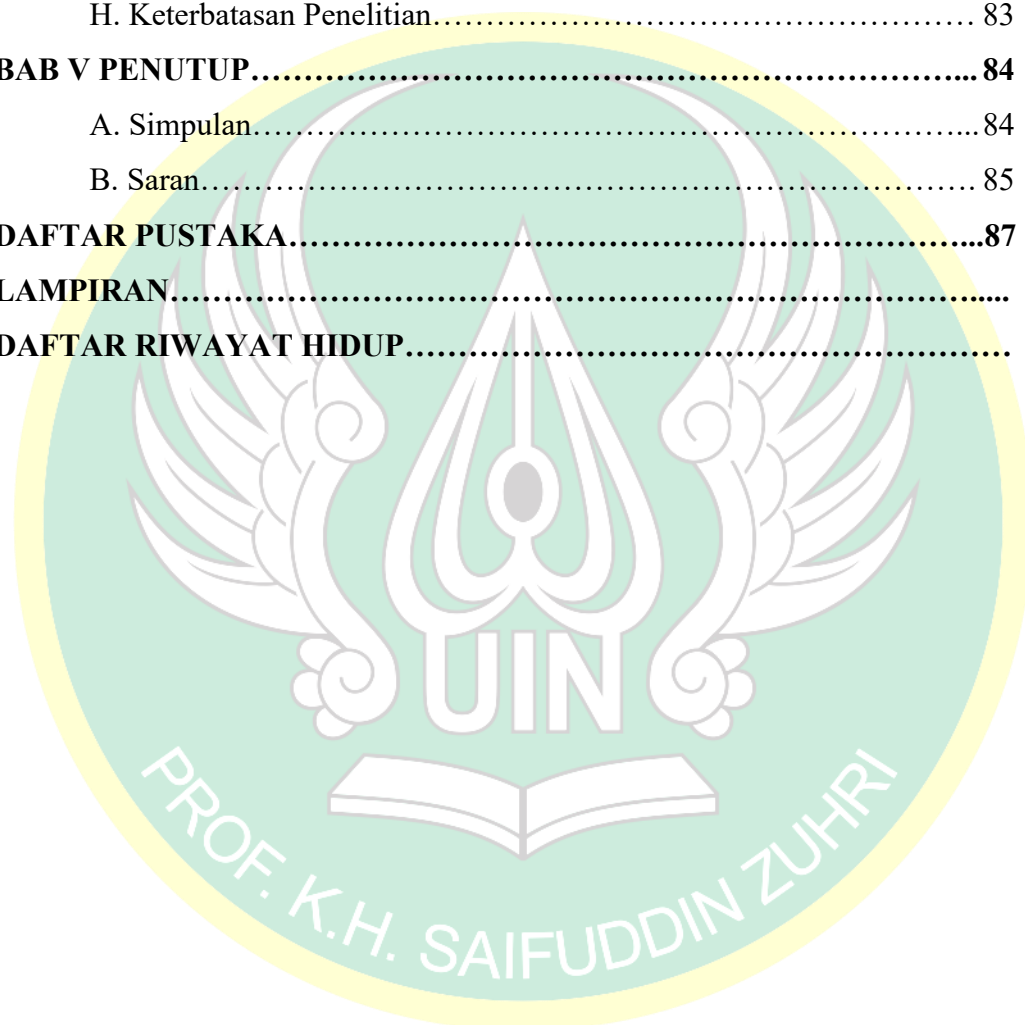 H. Keterbatasan Penelitian……………………………………………… 83
BAB V PENUTUP…………………………………………………………... 84
A. Simpulan……………………………………………………………... 84
B. Saran…………………………………………………………………. 85
DAFTAR PUSTAKA………………………………………………………...87
LAMPIRAN………………………………………………………………….....
DAFTAR RIWAYAT HIDUP…………………………………………………
UIN
PROF. K.H. SAIFUDDIN ZUHRI